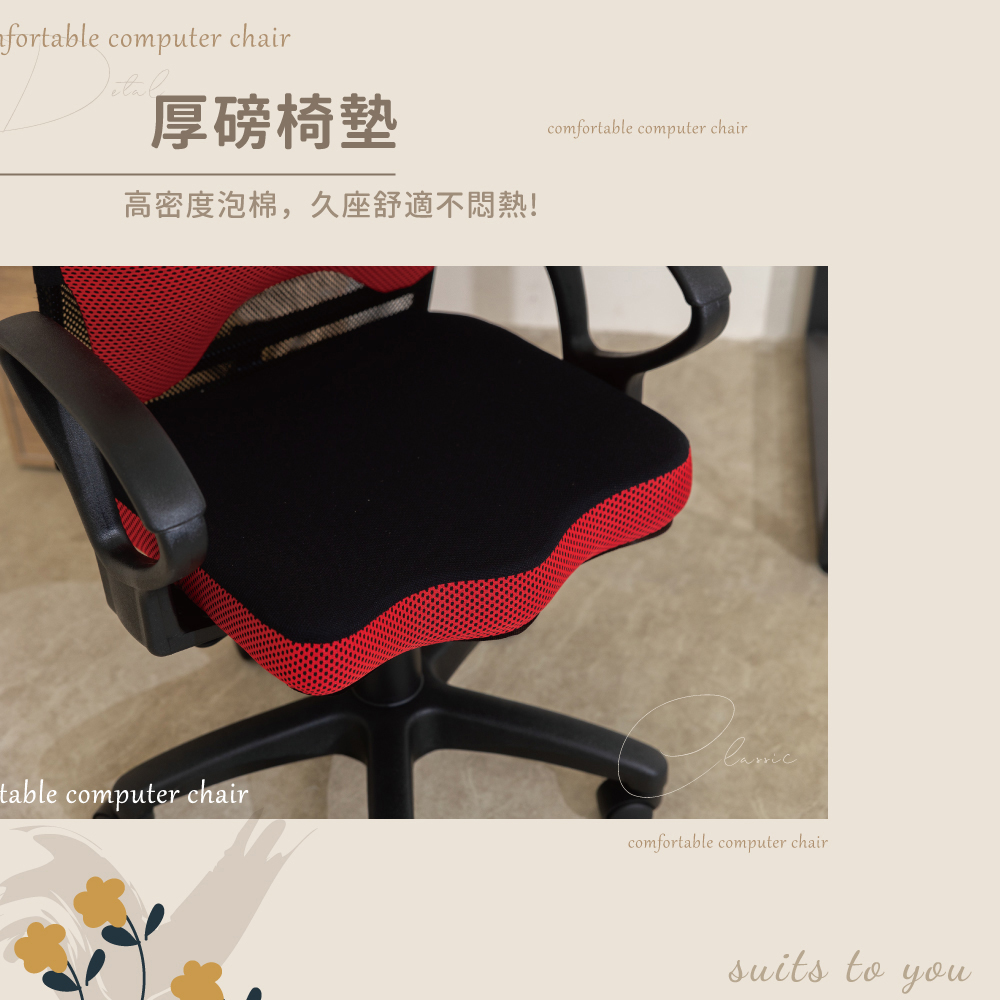 nfortable computer chair
Detal
厚磅椅墊
comfortable computer chair
高密度泡棉，久座舒適不悶熱!
Classic
table computer chair
comfortable computer chair
suits to you